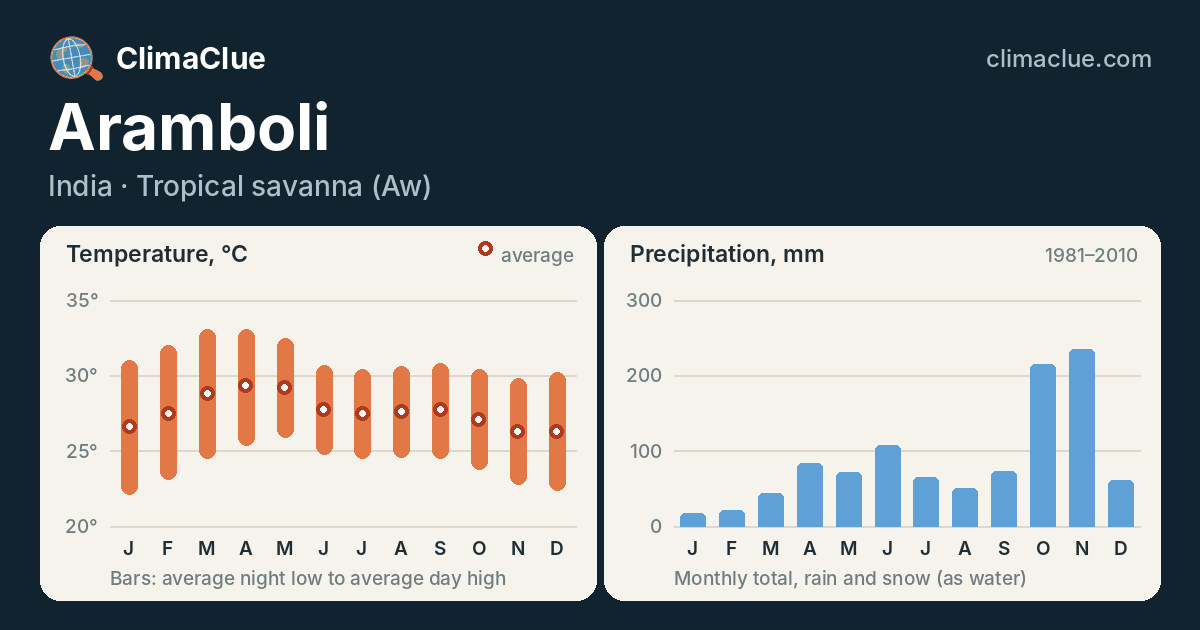 ClimaClue
climaclue.com
Aramboli
India · Tropical savanna (Aw)
Temperature, °C
average
35°
30°
25°
20°
J F M A M J J A S O N D
Bars: average night low to average day high
Precipitation, mm
1981–2010
300
200
100
0
J F M A M J J A S O N D
Monthly total, rain and snow (as water)